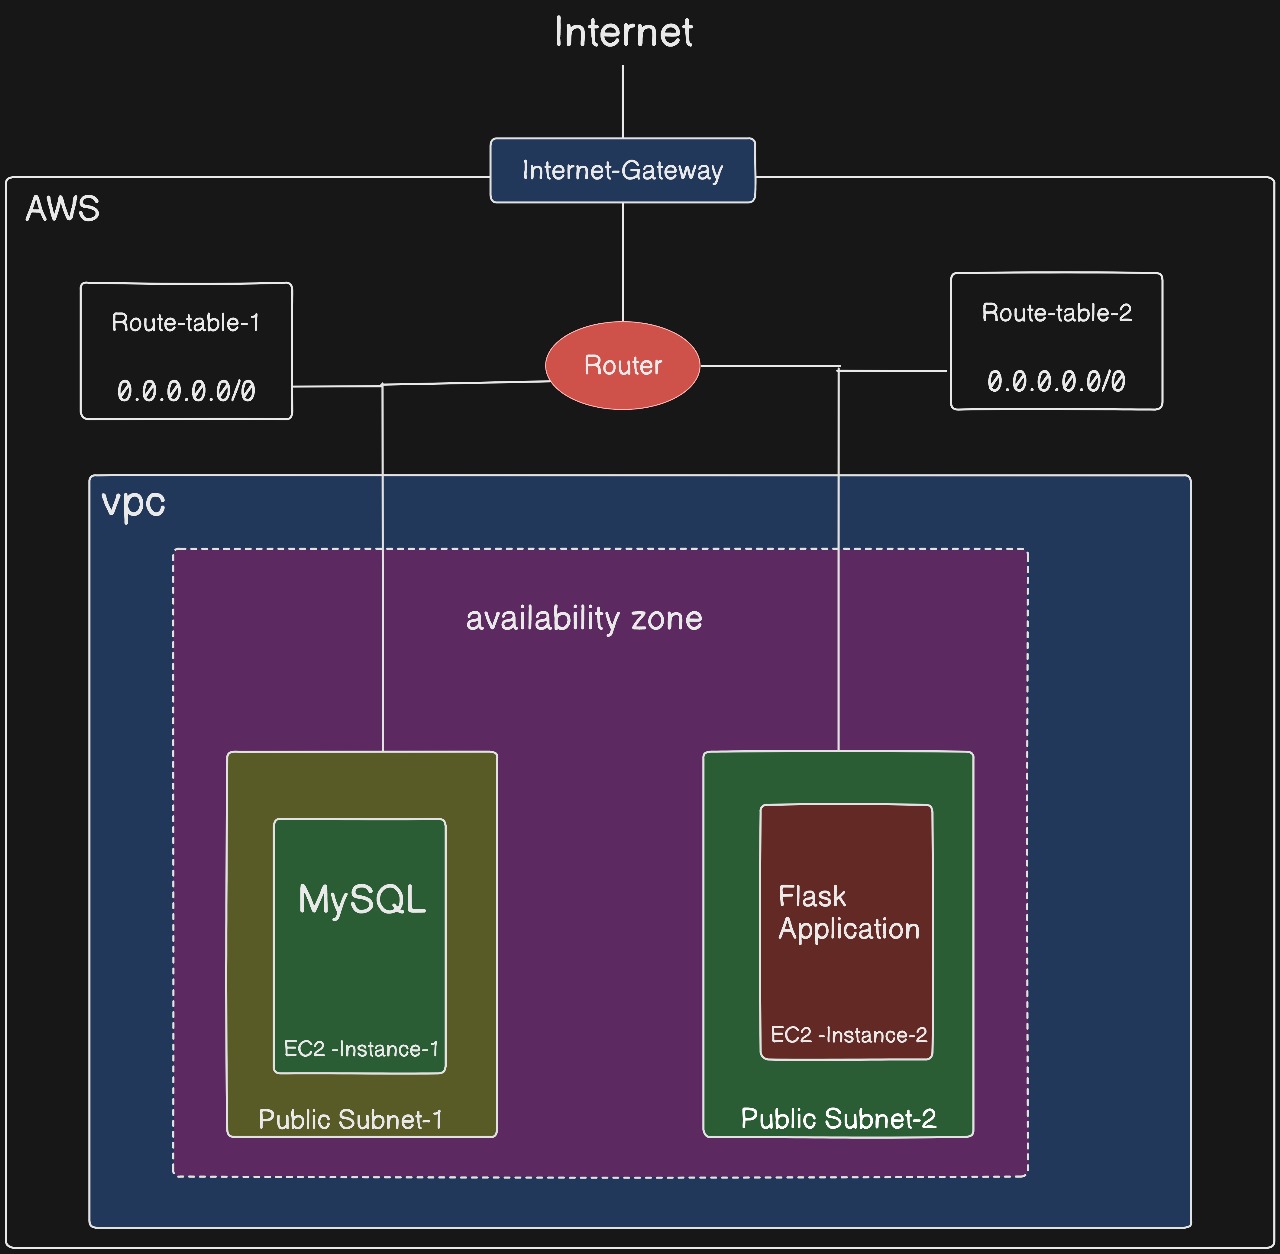 Internet
Internet-Gateway
AWS
Route-table-1
0.0.0.0.0/0
Router
Route-table-2
0.0.0.0.0/0
vpc
availability zone
MySQL
EC2 -Instance-1
Public Subnet-1
Flask
Application
EC2 -Instance-2
Public Subnet-2